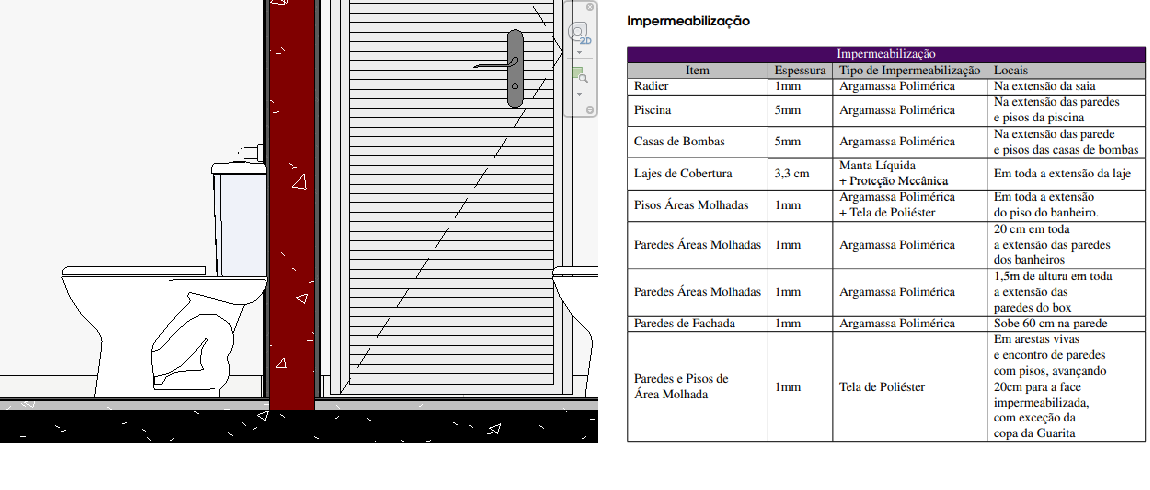 2D
Impermeabilização
Impermeabilização
Item Espessura Tipo de Impermeabilização Locais
Radier 1mm Argamassa Polimérica Na extensão da saia
Piscina 5mm Argamassa Polimérica Na extensão das paredes
e pisos da piscina
Casas de Bombas 5mm Argamassa Polimérica Na extensão das parede
e pisos das casas de bombas
Lajes de Cobertura 3,3 cm Manta Líquida
+ Proteção Mecânica Em toda a extensão da laje
Pisos Áreas Molhadas 1mm Argamassa Polimérica
+ Tela de Poliéster Em toda a extensão
do piso do banheiro.
Paredes Áreas Molhadas 1mm Argamassa Polimérica 20 cm em toda
a extensão das paredes
dos banheiros
Paredes Áreas Molhadas 1mm Argamassa Polimérica 1,5m de altura em toda
a extensão das
paredes do box
Paredes de Fachada 1mm Argamassa Polimérica Sobe 60 cm na parede
Paredes e Pisos de
Área Molhada 1mm Tela de Poliéster Em arestas vivas
e encontro de paredes
com pisos, avançando
20cm para a face
impermeabilizada,
com exceção da
copa da Guarita